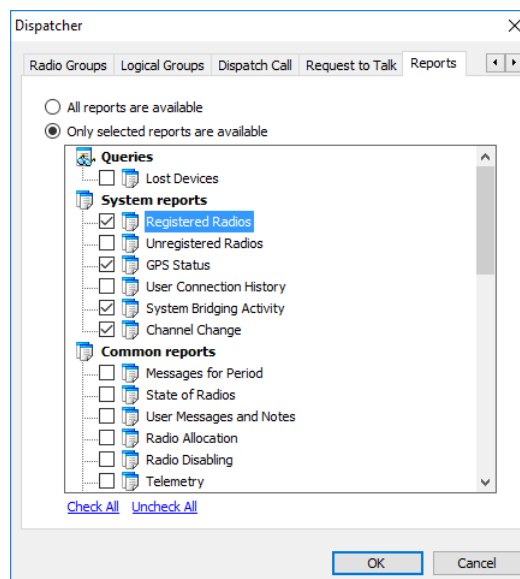 Dispatcher
Radio Groups Logical Groups Dispatch Call Request to Talk Reports
All reports are available
Only selected reports are available
Queries
Lost Devices
System reports
Registered Radios
Unregistered Radios
GPS Status
User Connection History
System Bridging Activity
Channel Change
Common reports
Messages for Period
State of Radios
User Messages and Notes
Radio Allocation
Radio Disabling
Telemetry
Check All Uncheck All
OK Cancel